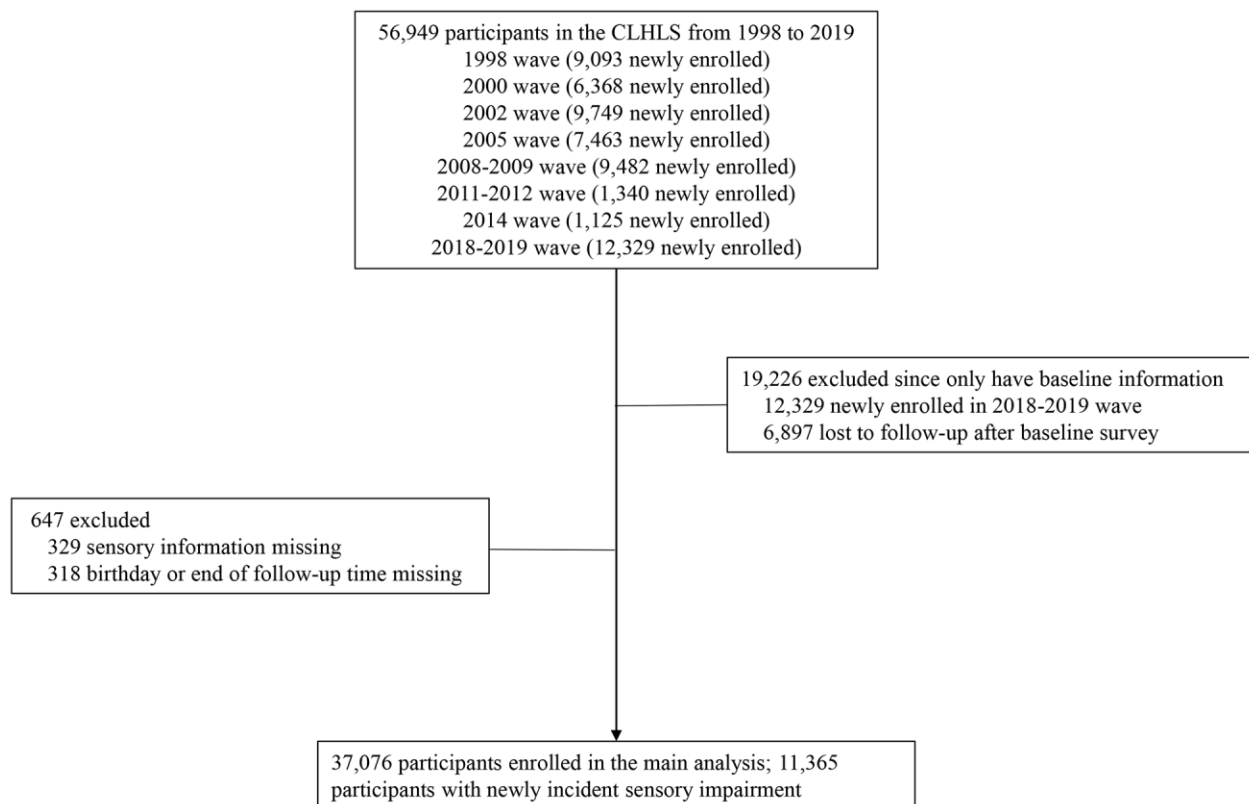 56,949 participants in the CLHLS from 1998 to 2019
1998 wave (9,093 newly enrolled)
2000 wave (6,368 newly enrolled)
2002 wave (9,749 newly enrolled)
2005 wave (7,463 newly enrolled)
2008-2009 wave (9,482 newly enrolled)
2011-2012 wave (1,340 newly enrolled)
2014 wave (1,125 newly enrolled)
2018-2019 wave (12,329 newly enrolled)
19,226 excluded since only have baseline information
12,329 newly enrolled in 2018-2019 wave
6,897 lost to follow-up after baseline survey
647 excluded
329 sensory information missing
318 birthday or end of follow-up time missing
37,076 participants enrolled in the main analysis; 11,365
participants with newly incident sensory impairment